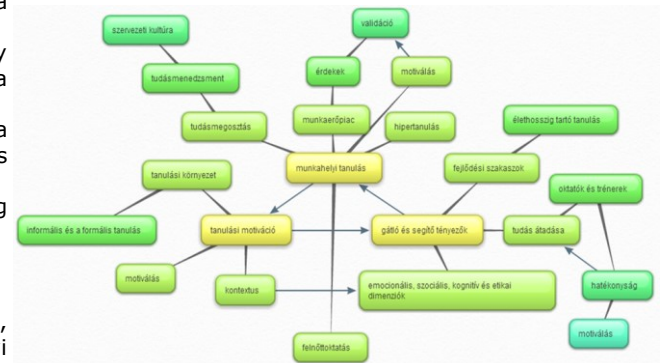 a
szervezeti kultúra
validáció
y
érdekek
motiválás
tudásmenedzsment
a
munkaerőpiac
hipertanulás
élethosszig tartó tanulás
tudásmegosztás
a
s
munkahelyi tanulás
fejlődési szakaszok
tanulási környezet
oktatók és trénerek
g
informális és a formális tanulás
tanulási motiváció
gátló és segítő tényezők
tudás átadása
motiválás
kontextus
emocionális, szociális, kognitív és etikai
dimenziók
hatékonyság
,
motiválás
i
felnőttoktatás